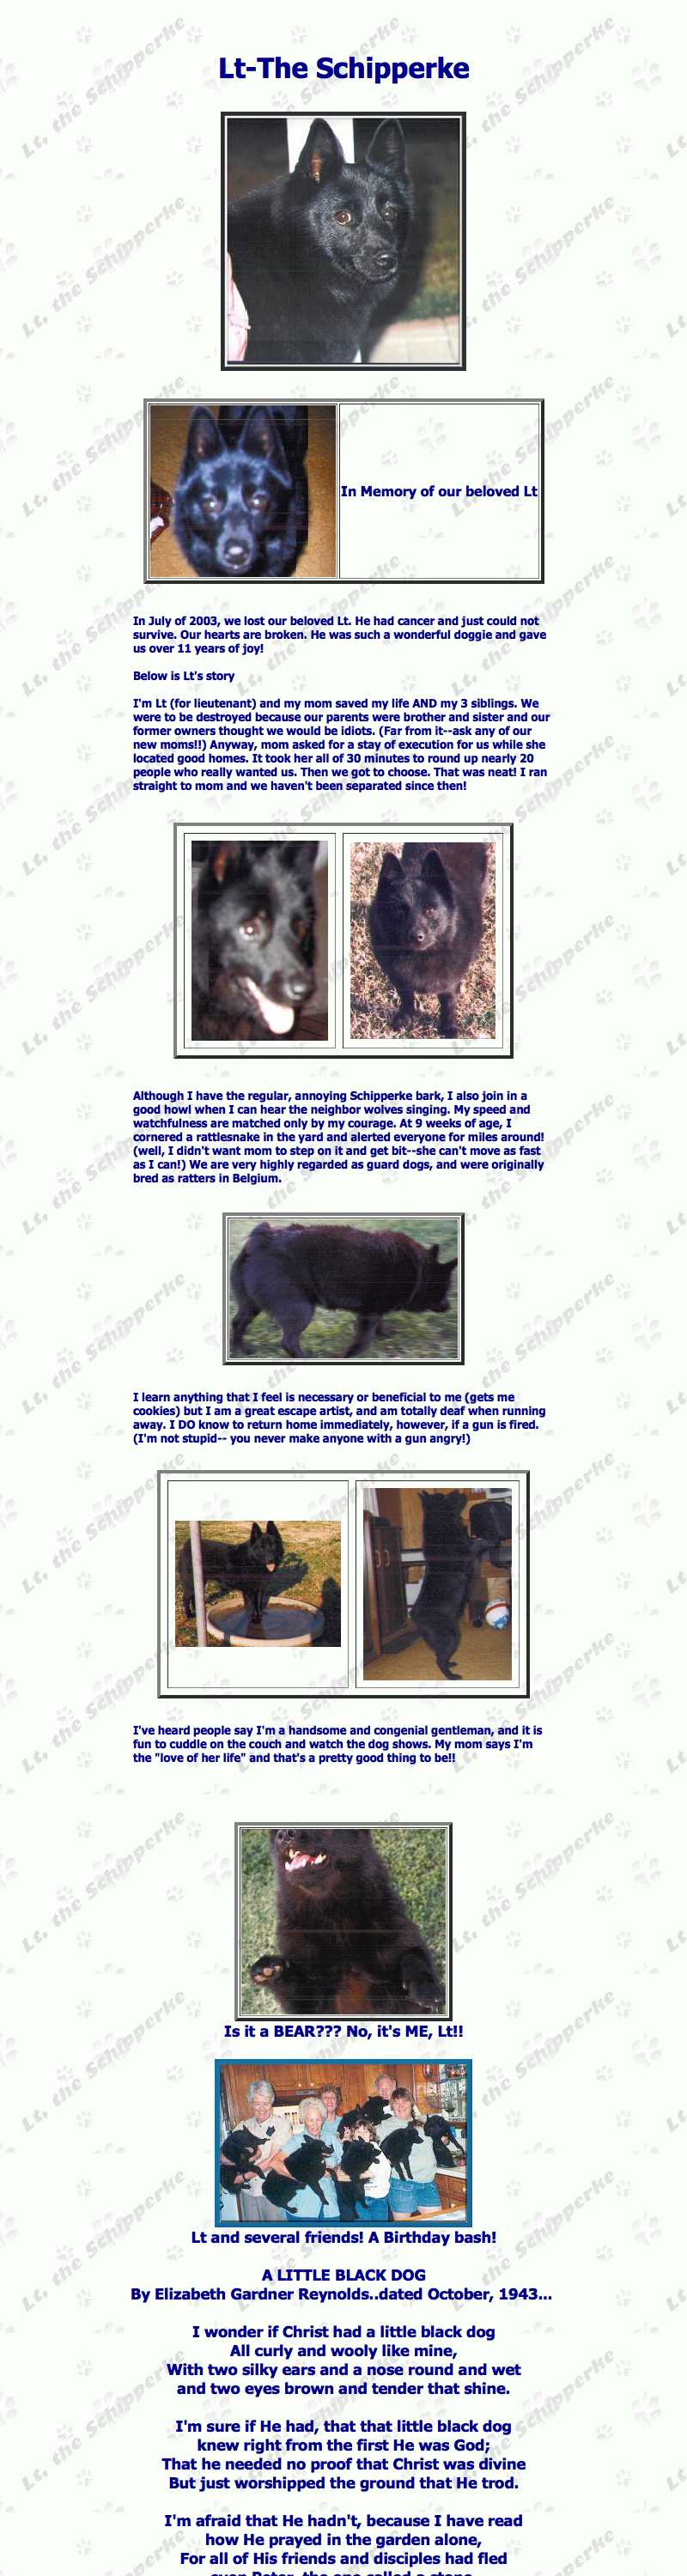 Lt-The Schipperke
In Memory of our beloved Lt
In July of 2003, we lost our beloved Lt. He had cancer and just could not
survive. Our hearts are broken. He was such a wonderful doggie and gave
us over 11 years of joy!
Below is Lt's story
I'm Lt (for lieutenant) and my mom saved my life AND my 3 siblings. We
were to be destroyed because our parents were brother and sister and our
former owners thought we would be idiots. (Far from it--ask any of our
new moms!!) Anyway, mom asked for a stay of execution for us while she
located good homes. It took her all of 30 minutes to round up nearly 20
people who really wanted us. Then we got to choose. That was neat! I ran
straight to mom and we haven't been separated since then!
Although I have the regular, annoying Schipperke bark, I also join in a
good howl when I can hear the neighbor wolves singing. My speed and
watchfulness are matched only by my courage. At 9 weeks of age, I
cornered a rattlesnake in the yard and alerted everyone for miles around!
(well, I didn't want mom to step on it and get bit--she can't move as fast
as I can!) We are very highly regarded as guard dogs, and were originally
bred as ratters in Belgium.
I learn anything that I feel is necessary or beneficial to me (gets me
cookies) but I am a great escape artist, and am totally deaf when running
away. I DO know to return home immediately, however, if a gun is fired.
(I'm not stupid-- you never make anyone with a gun angry!)
I've heard people say I'm a handsome and congenial gentleman, and it is
fun to cuddle on the couch and watch the dog shows. My mom says I'm
the "love of her life" and that's a pretty good thing to be!!
Is it a BEAR??? No, it's ME, Lt!!
Lt and several friends! A Birthday bash!
A LITTLE BLACK DOG
By Elizabeth Gardner Reynolds..dated October, 1943...
I wonder if Christ had a little black dog
All curly and wooly like mine,
With two silky ears and a nose round and wet
and two eyes brown and tender that shine.
I'm sure if He had, that that little black dog
knew right from the first He was God;
That he needed no proof that Christ was divine
But just worshipped the ground that He trod.
I'm afraid that He hadn't, because I have read
how He prayed in the garden alone,
For all of His friends and disciples had fled